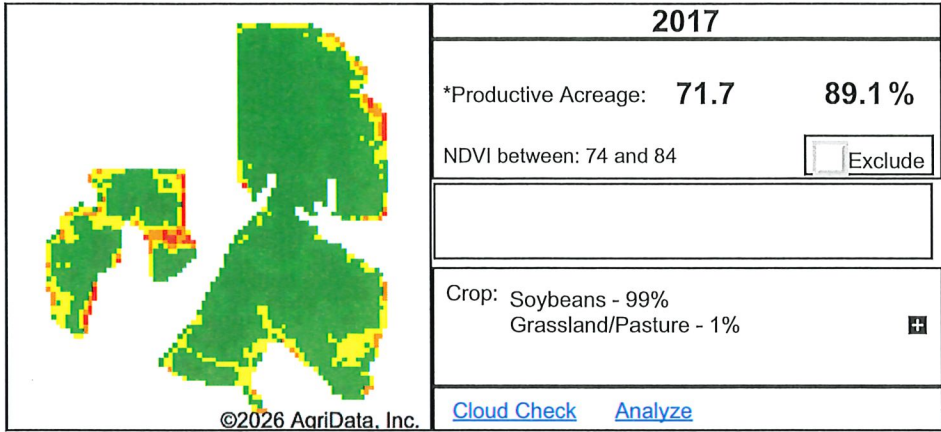 2017
*Productive Acreage: 71.7 89.1%
NDVI between: 74 and 84
Exclude
Crop: Soybeans - 99%
Grassland/Pasture - 1%
Cloud Check Analyze
©2026 AgriData, Inc.